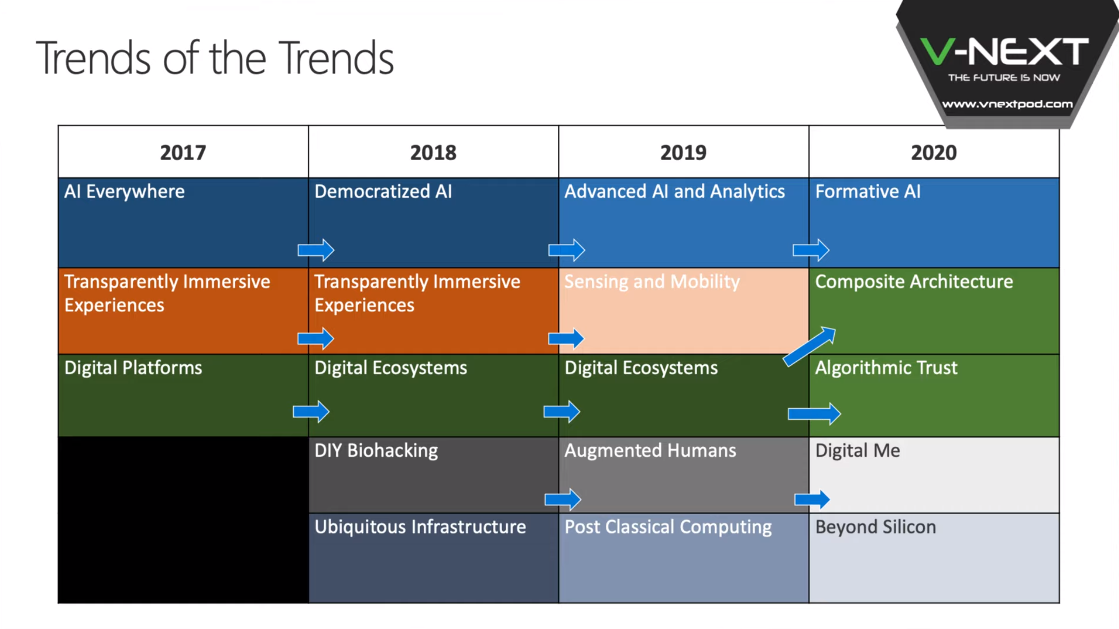 Trends of the Trends
V-NEXT
THE FUTURE IS NOW
www.vnextpod.com
2017 2018 2019 2020
AI Everywhere Democratized AI Advanced AI and Analytics Formative AI
Transparently Immersive Transparently Immersive Sensing and Mobility Composite Architecture
Experiences Experiences
Digital Platforms Digital Ecosystems Digital Ecosystems Algorithmic Trust
DIY Biohacking Augmented Humans Digital Me
Ubiquitous Infrastructure Post Classical Computing Beyond Silicon